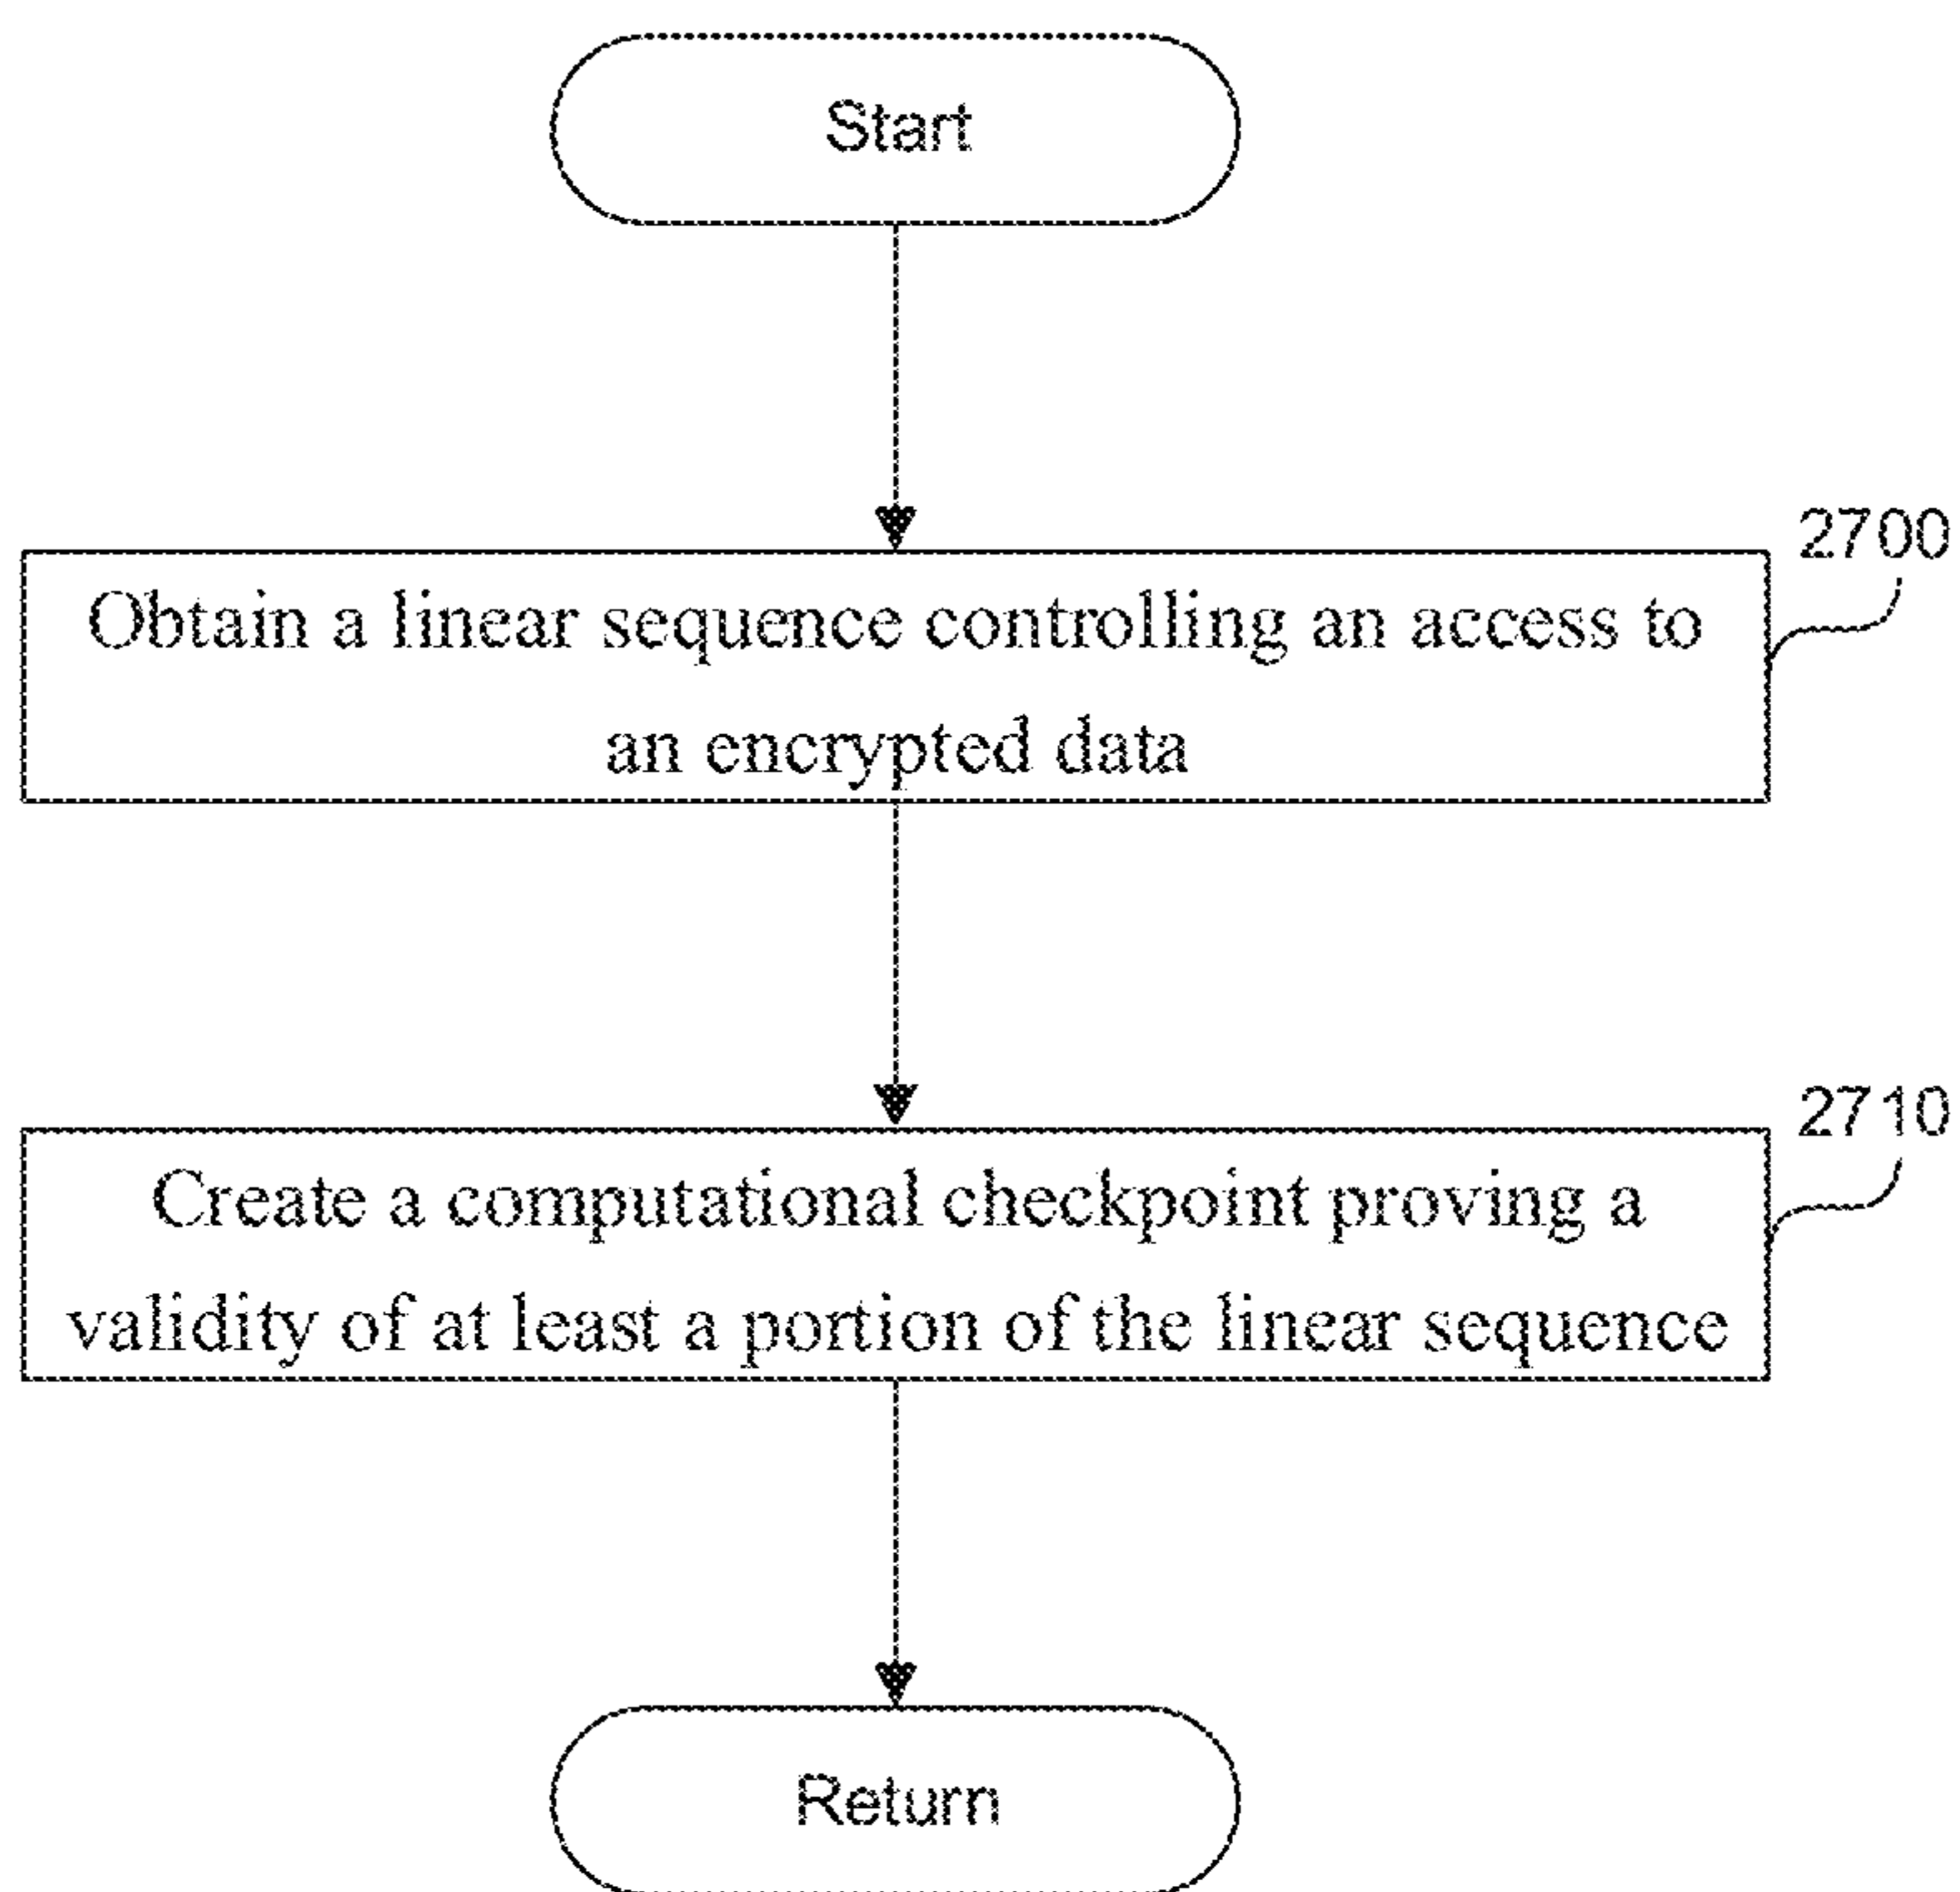 Start
2700
Obtain a linear sequence controlling an access to
an encrypted data
2710
Create a computational checkpoint proving a
validity of at least a portion of the linear sequence
Return